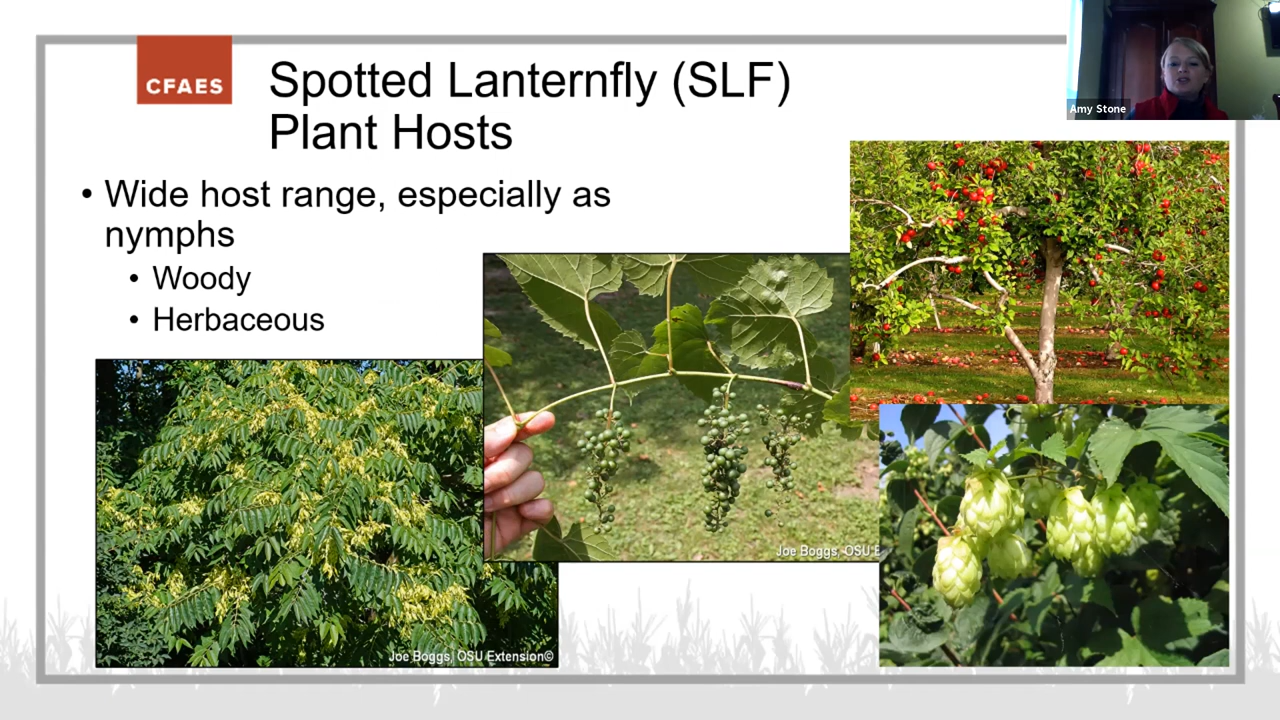 CFAES
Spotted Lanternfly (SLF)
Plant Hosts
Amy Stone
• Wide host range, especially as
nymphs
• Woody
• Herbaceous
Joe Boggs, OSU E
Joe Boggs, OSU Extension©